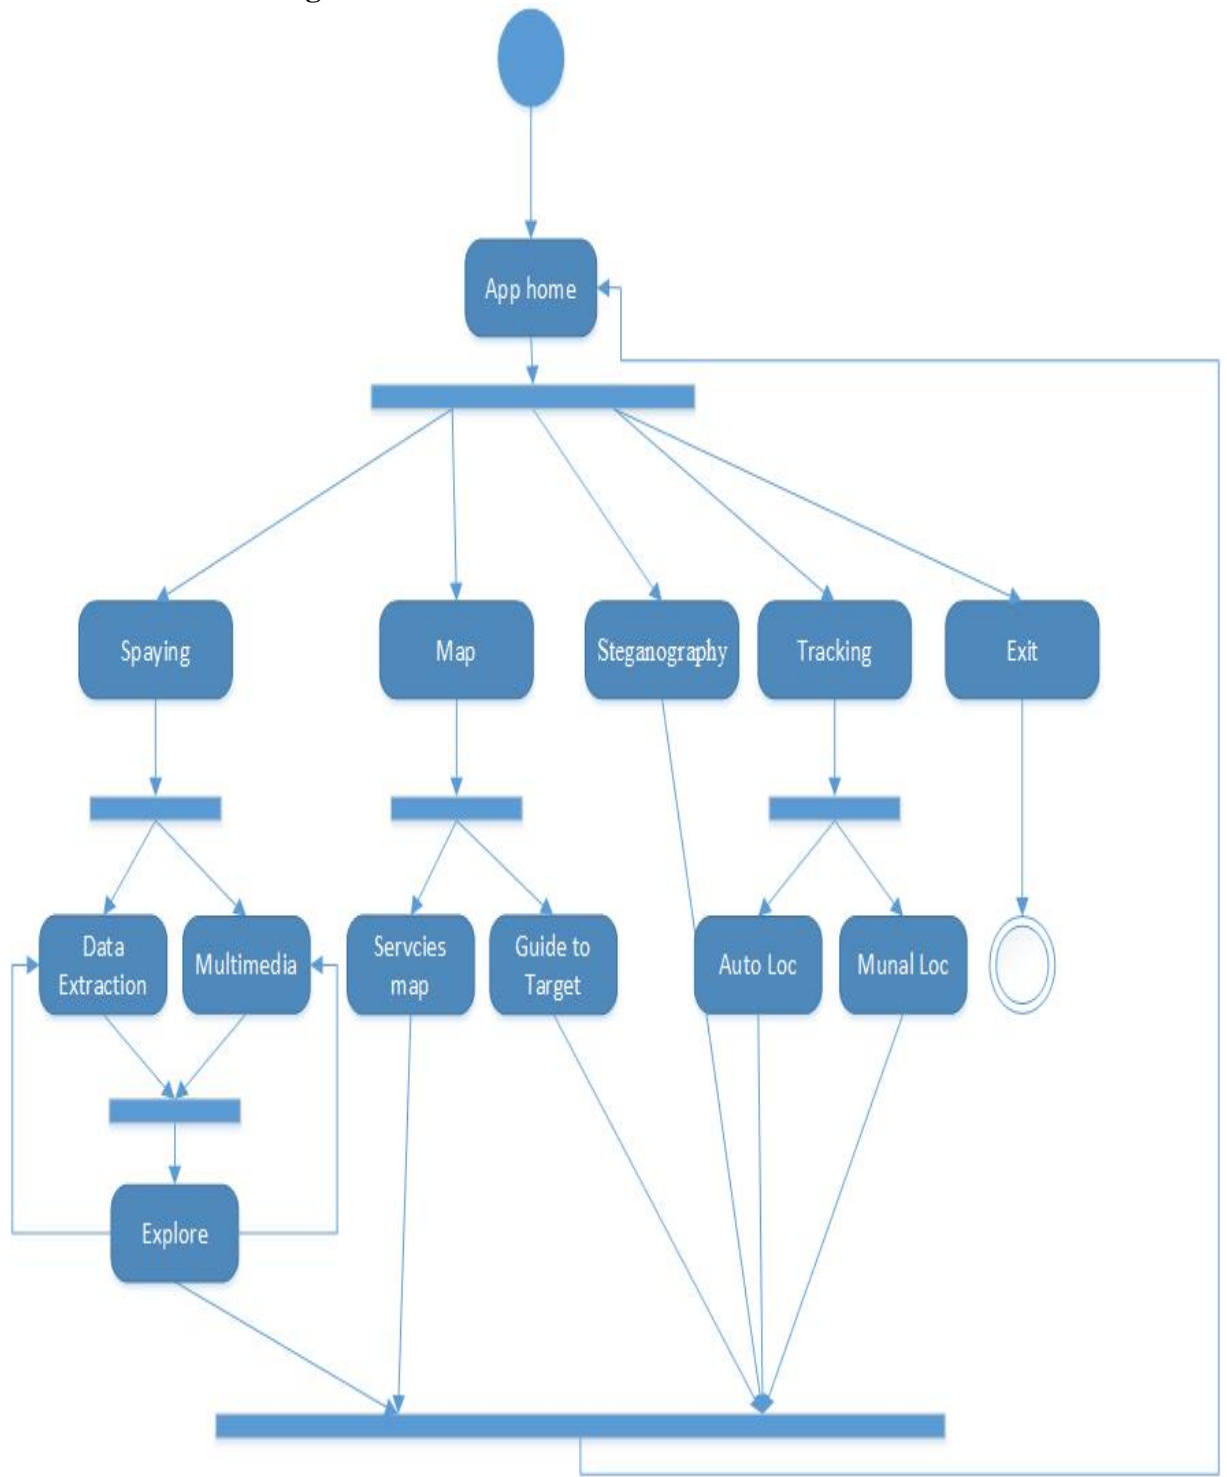 App home
Spaying
Map
Steganography
Tracking
Exit
Data
Extraction
Multimedia
Servcies
map
Guide to
Target
Auto Loc
Munal Loc
Explore